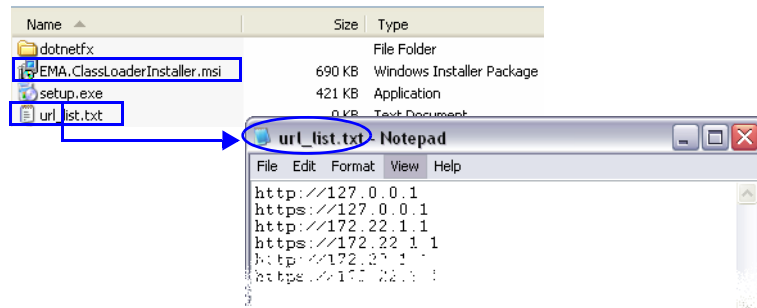 Name Size Type
dotnetfx File Folder
EMA.ClassLoaderInstaller.msi 690 KB Windows Installer Package
setup.exe 421 KB Application
url_list.txt 0 KB Text Document
url_list.txt - Notepad
File Edit Format View Help
http://127.0.0.1
https://127.0.0.1
http://172.22.1.1
https://172.22.1.1